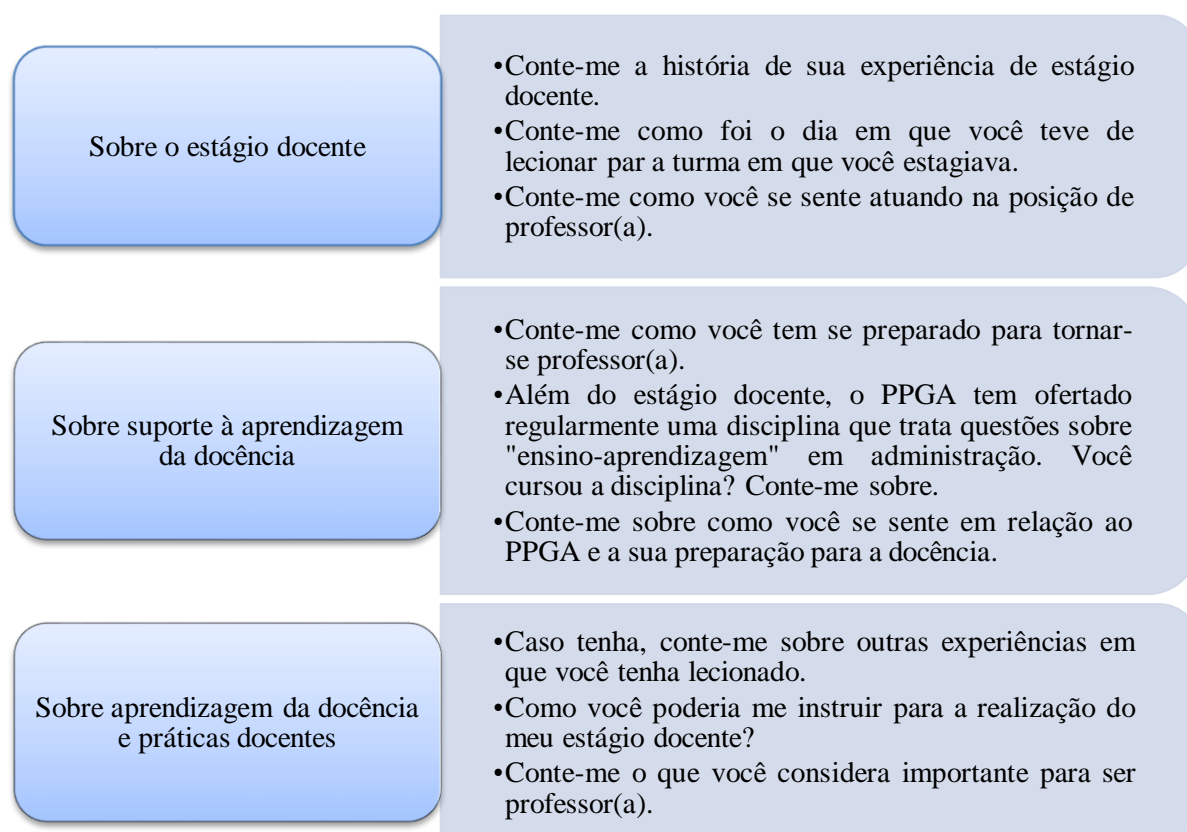 Sobre o estágio docente
•Conte-me a história de sua experiência de estágio
docente.
•Conte-me como foi o dia em que você teve de
lecionar par a turma em que você estagiava.
•Conte-me como você se sente atuando na posição de
professor(a).
Sobre suporte à aprendizagem
da docência
•Conte-me como você tem se preparado para tornar-
se professor(a).
•Além do estágio docente, o PPGA tem ofertado
regularmente uma disciplina que trata questões sobre
"ensino-aprendizagem" em administração. Você
cursou a disciplina? Conte-me sobre.
•Conte-me sobre como você se sente em relação ao
PPGA e a sua preparação para a docência.
Sobre aprendizagem da docência
e práticas docentes
•Caso tenha, conte-me sobre outras experiências em
que você tenha lecionado.
•Como você poderia me instruir para a realização do
meu estágio docente?
•Conte-me o que você considera importante para ser
professor(a).